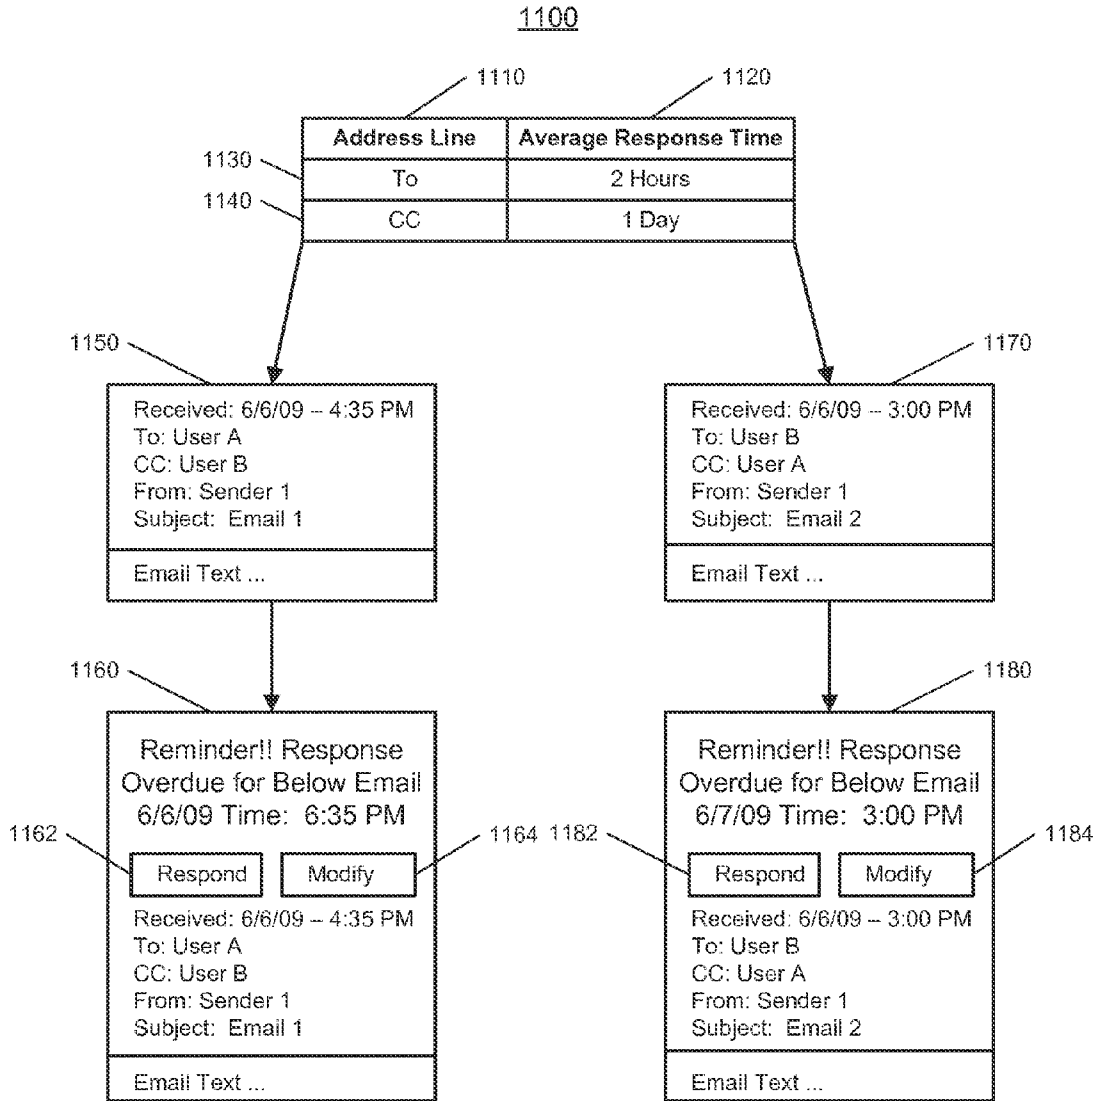 1100
1110
1120
Address Line
Average Response Time
1130
To
2 Hours
1140
CC
1 Day
1150
Received: 6/6/09 – 4:35 PM
To: User A
CC: User B
From: Sender 1
Subject:  Email 1
Email Text ...
1170
Received: 6/6/09 – 3:00 PM
To: User B
CC: User A
From: Sender 1
Subject:  Email 2
Email Text ...
1160
Reminder!! Response
Overdue for Below Email
6/6/09 Time:  6:35 PM
1162
Respond
Modify
1164
Received: 6/6/09 – 4:35 PM
To: User A
CC: User B
From: Sender 1
Subject:  Email 1
Email Text ...
1180
Reminder!! Response
Overdue for Below Email
6/7/09 Time:  3:00 PM
1182
Respond
Modify
1184
Received: 6/6/09 – 3:00 PM
To: User B
CC: User A
From: Sender 1
Subject:  Email 2
Email Text ...